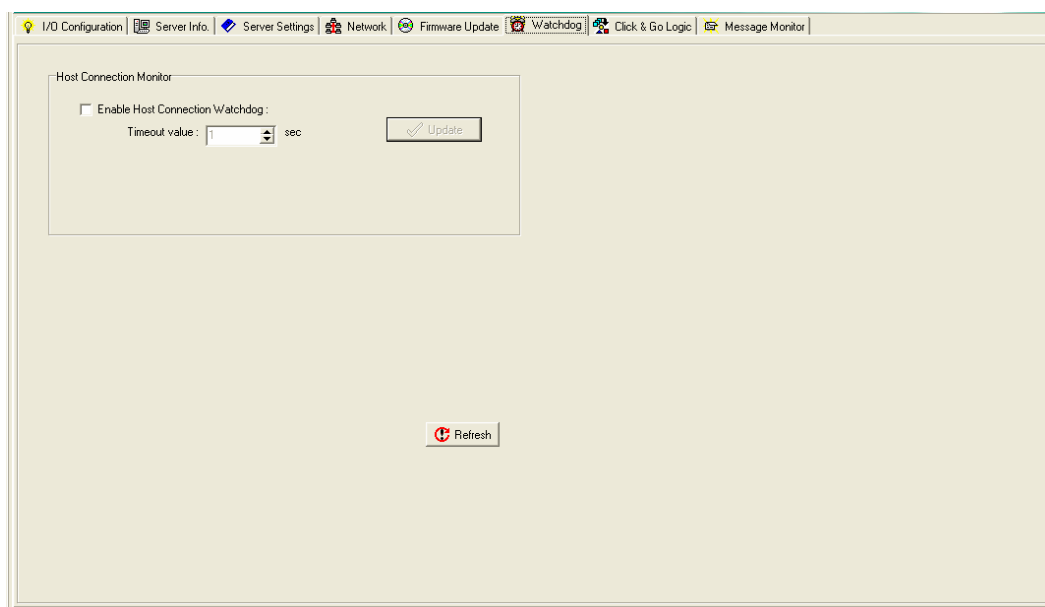 I/O Configuration Server Info. Server Settings Network Firmware Update Watchdog Click & Go Logic Message Monitor
Host Connection Monitor
Enable Host Connection Watchdog :
Timeout value : 1 sec Update
Refresh